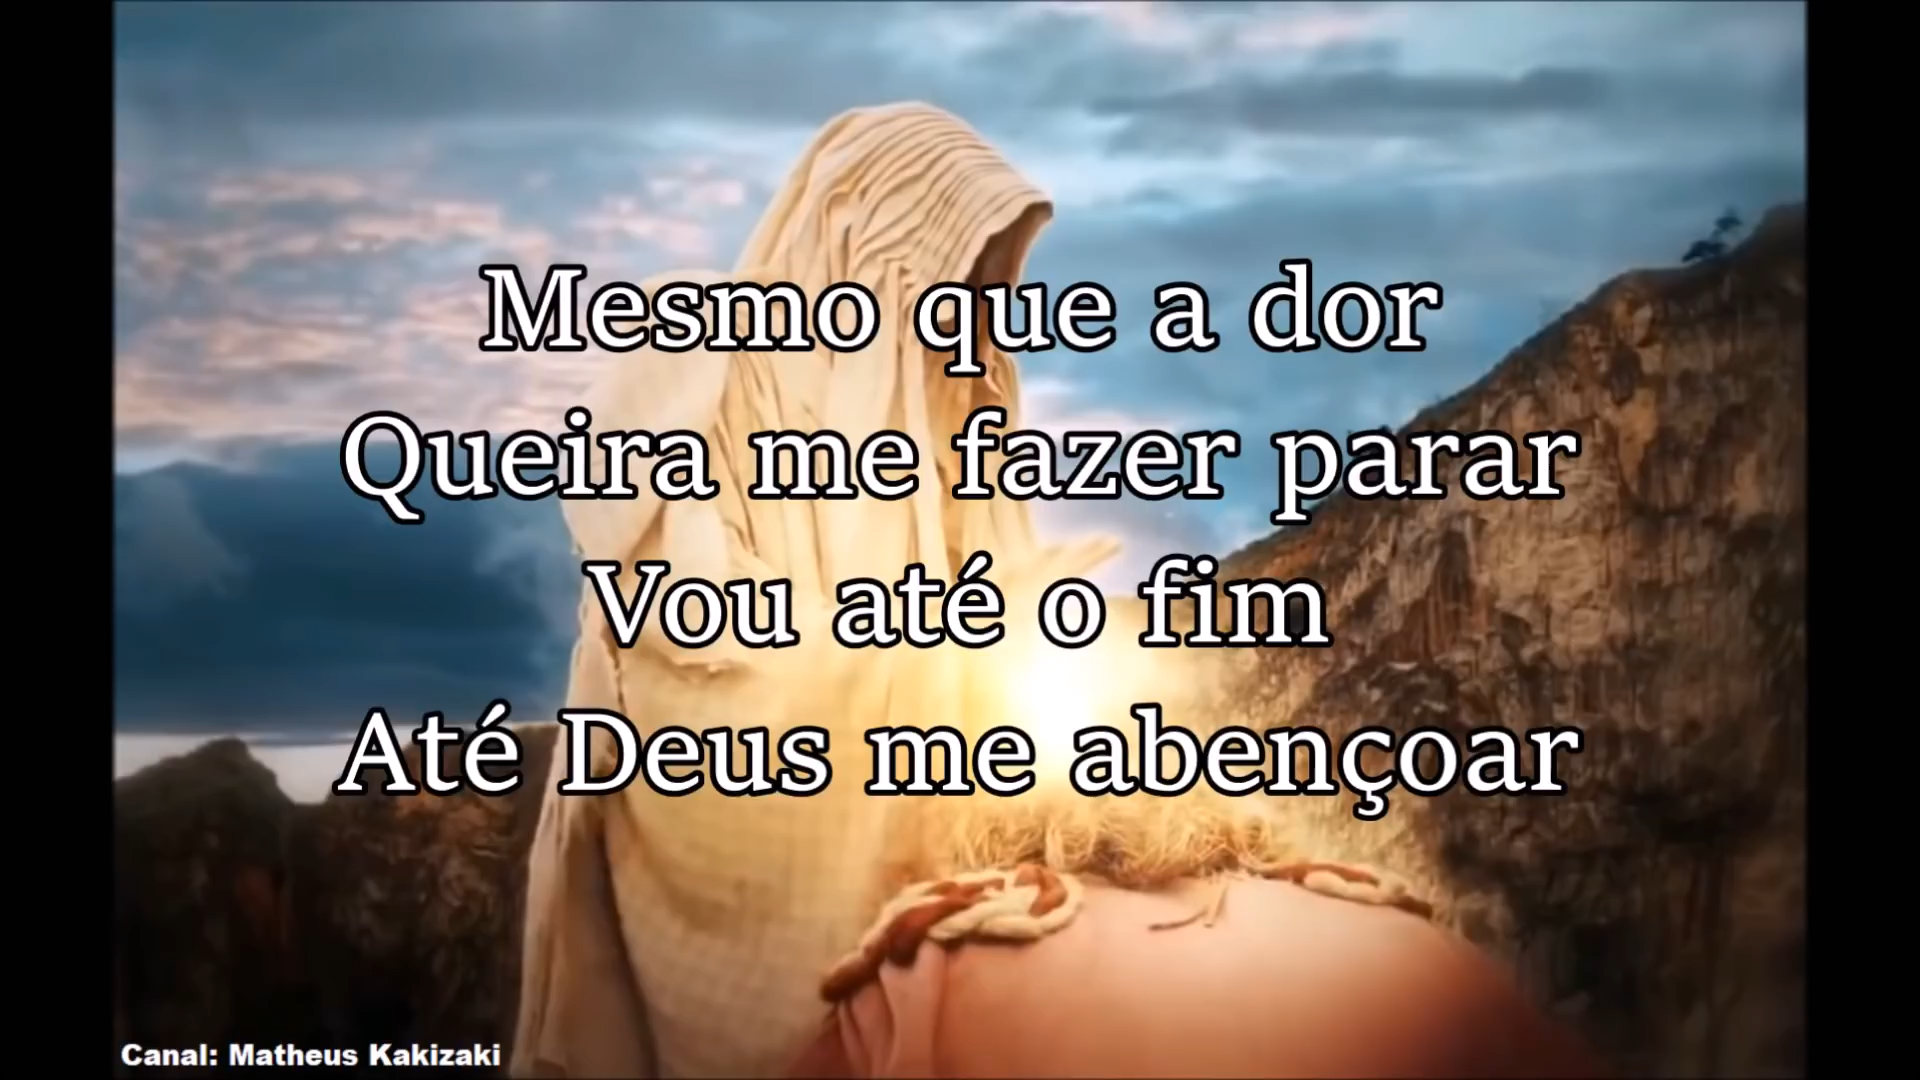 Mesmo que a dor
Queira me fazer parar
Vou até o fim
Até Deus me abençoar
Canal: Matheus Kakizaki